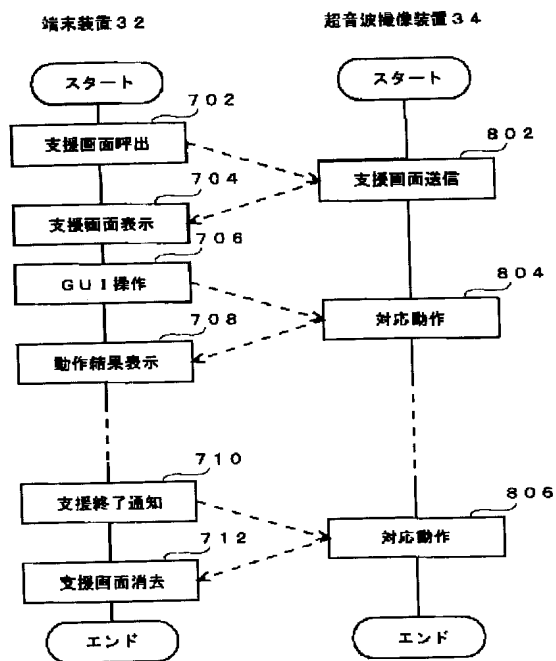 端末装置３２
超音波撮像装置３４
スタート
スタート
７０２
支援画面呼出
８０２
支援画面送信
７０４
支援画面表示
７０６
ＧＵＩ操作
８０４
対応動作
７０８
動作結果表示
７１０
支援終了通知
８０６
対応動作
７１２
支援画面消去
エンド
エンド